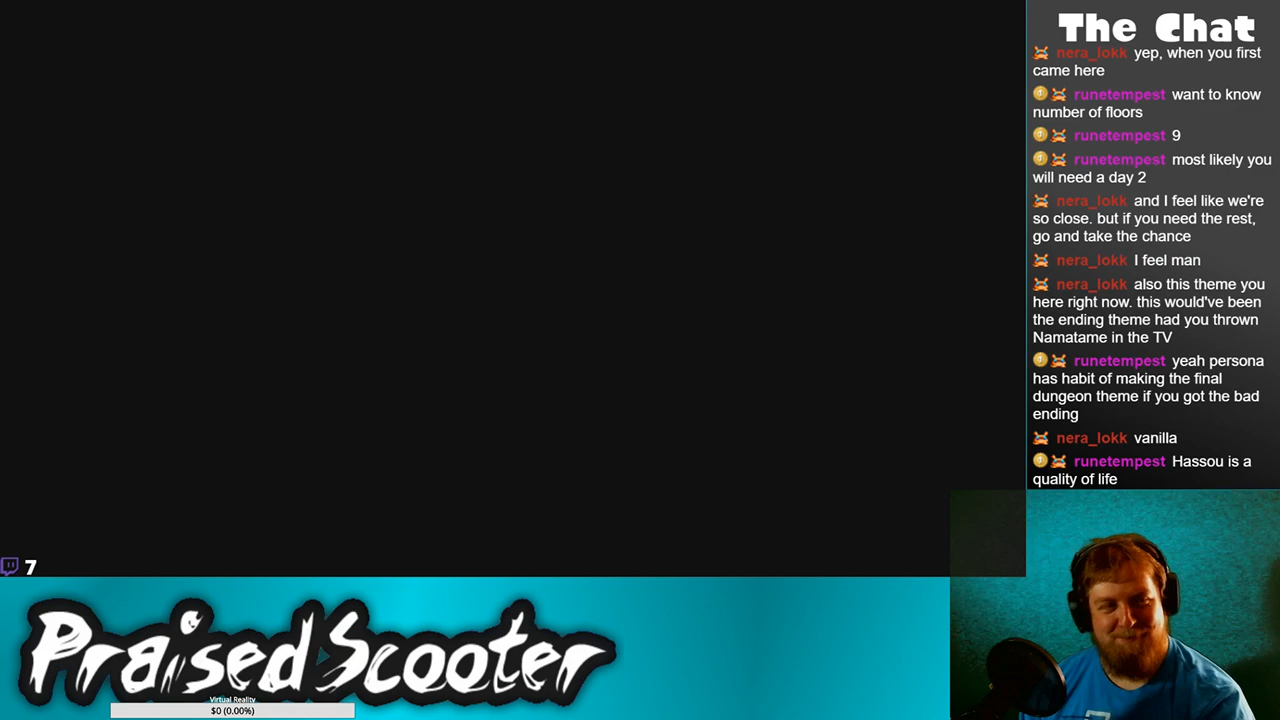 The Chat
nera_lokk yep, when you first
came here
runetempest want to know
number of floors
runetempest 9
runetempest most likely you
will need a day 2
nera_lokk and I feel like we're
so close. but if you need the rest,
go and take the chance
nera_lokk I feel man
nera_lokk also this theme you
here right now. this would've been
the ending theme had you thrown
Namatame in the TV
runetempest yeah persona
has habit of making the final
dungeon theme if you got the bad
ending
nera_lokk vanilla
runetempest Hassou is a
quality of life
7
PraisedScooter
Virtual Reality
$0 (0.00%)